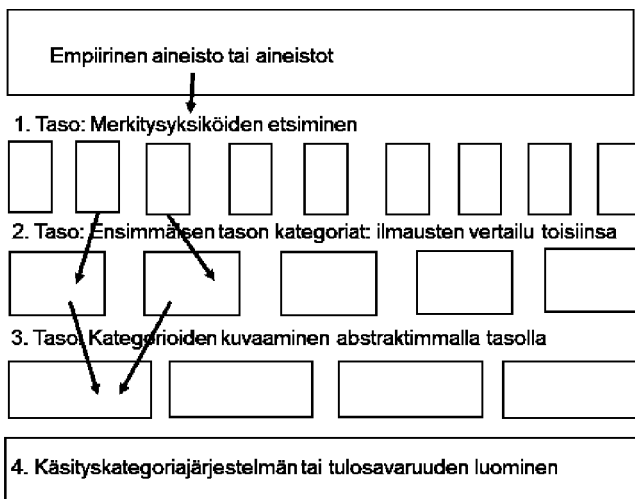 Empiirinen aineisto tai aineistot
1. Taso: Merkitysyksiköiden etsiminen
2. Taso: Ensimmäisen tason kategoriat: ilmausten vertailu toisiinsa
3. Taso: Kategorioiden kuvaaminen abstraktimmalla tasolla
4. Käsityskategoriajärjestelmän tai tulosavaruuden luominen